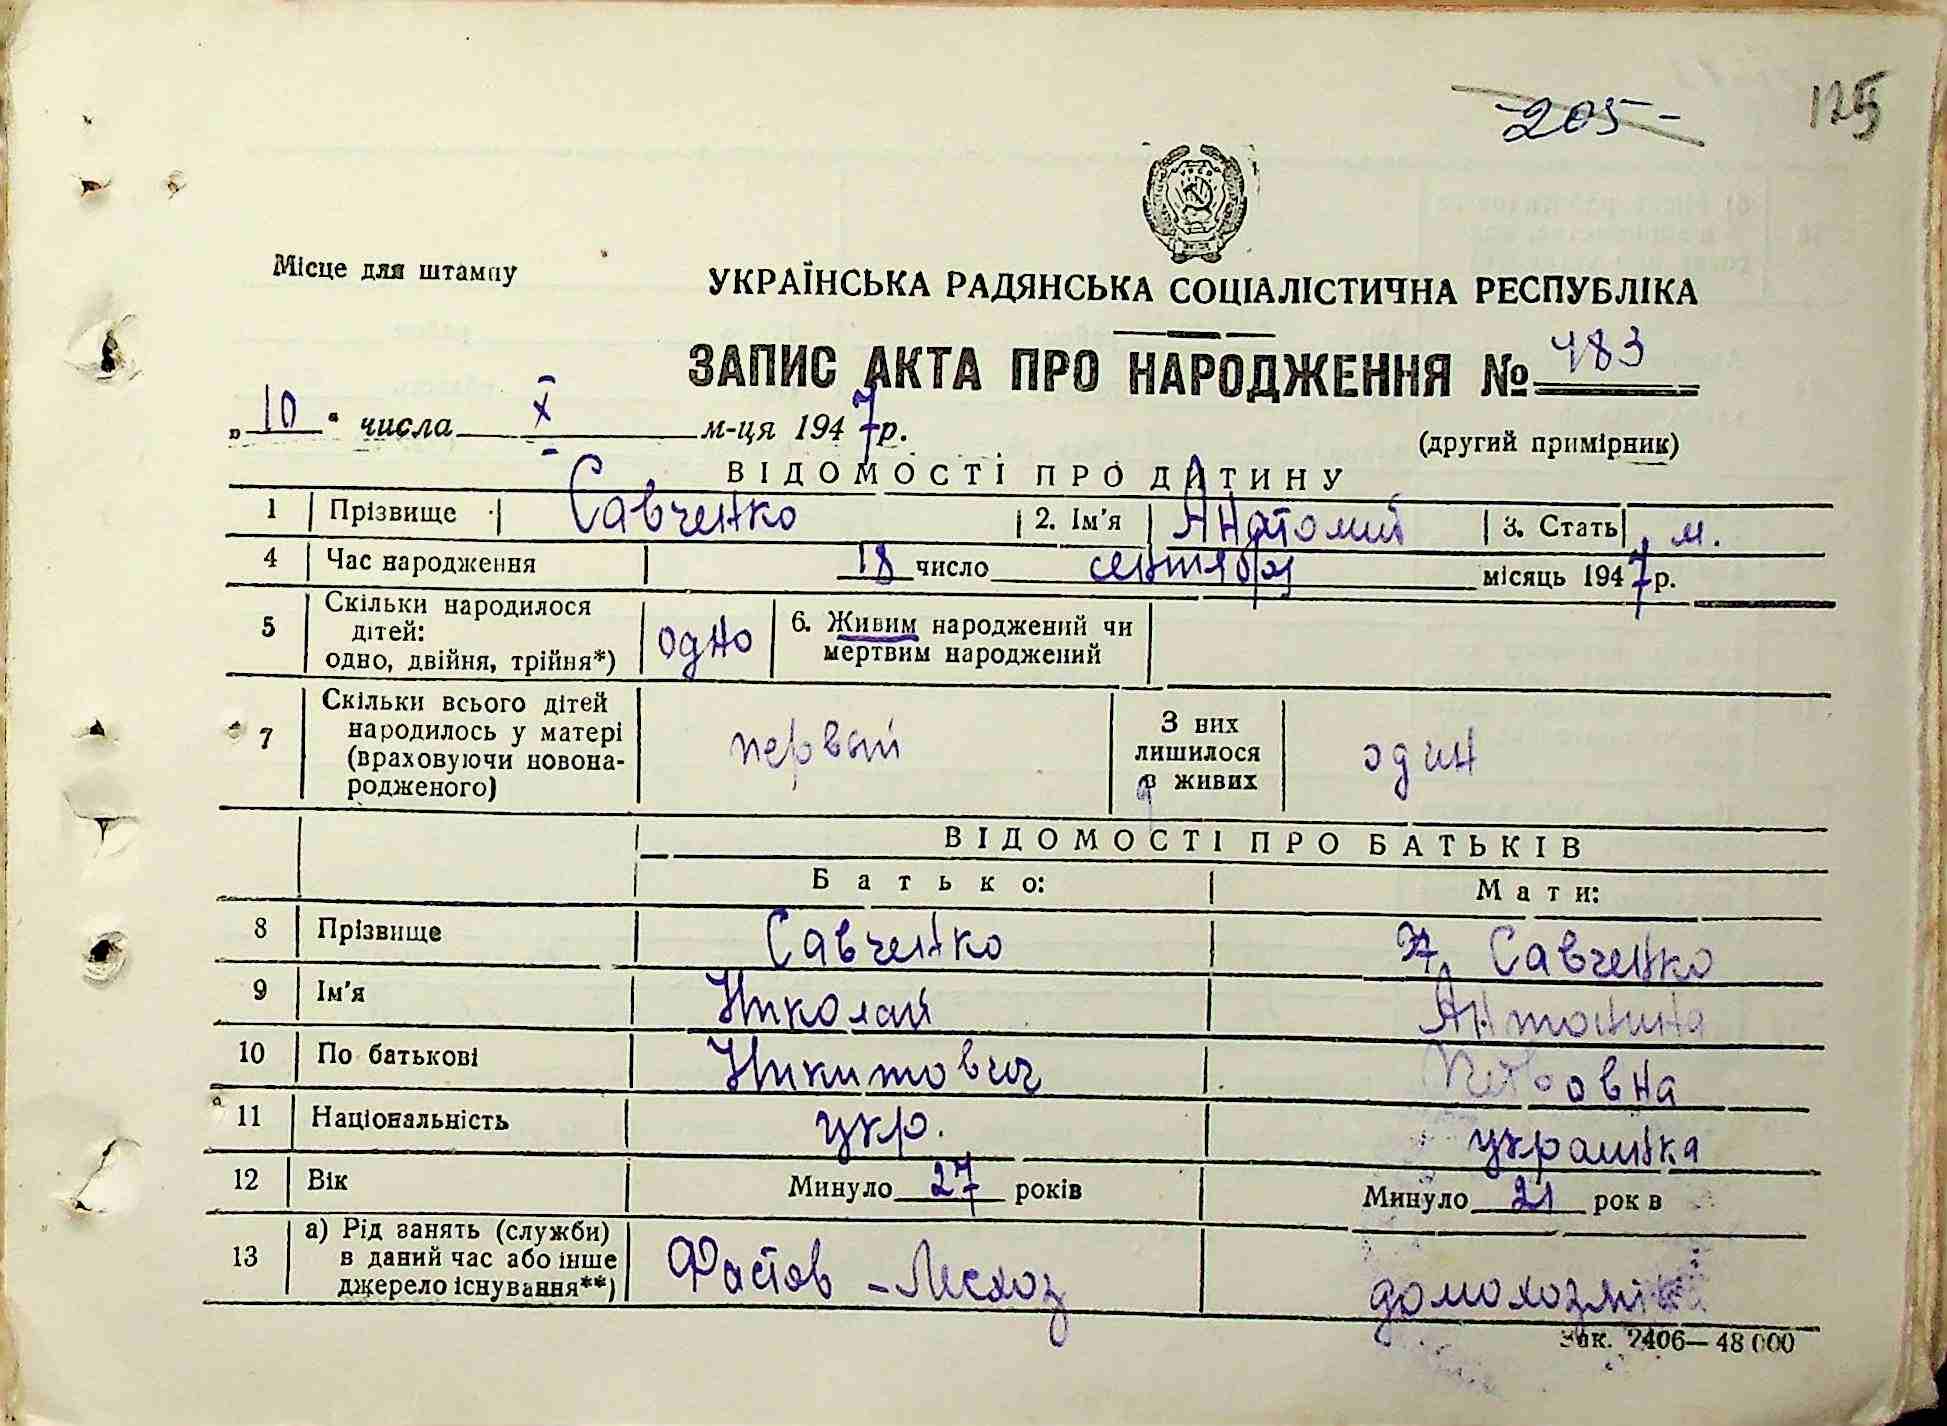 -205-
125
Місце для штампу
УКРАЇНСЬКА РАДЯНСЬКА СОЦІАЛІСТИЧНА РЕСПУБЛІКА
ЗАПИС АКТА ПРО НАРОДЖЕННЯ № 483
„10“ числа X м-ця 1947 р.
(другий примірник)
ВІДОМОСТІ ПРО ДИТИНУ
1 Прізвище Савченко 2. Ім'я Анатолий 3. Стать м.
4 Час народження 18 число сентября місяць 1947 р.
5 Скільки народилося дітей: одно, двійня, трійня*) одно 6. Живим народжений чи мертвим народжений
7 Скільки всього дітей народилось у матері (враховуючи новонародженого) первый З них лишилося в живих один
ВІДОМОСТІ ПРО БАТЬКІВ
Батько: Мати:
8 Прізвище Савченко Савченко
9 Ім'я Николай Антонина
10 По батькові Никитович Петровна
11 Національність укр. украинка
12 Вік Минуло 27 років Минуло 21 рок в
13 а) Рід занять (служби) в даний час або інше джерело існування**) Фастов - Лесхоз домохозяйка
Зак. 2406—48 000